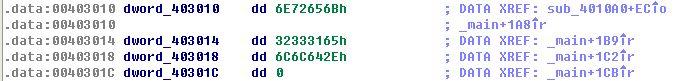 .data:00403010 dword_403010 dd 6E72656Bh ; DATA XREF: sub_4010A0+EC↑o
.data:00403010 ; _main+1A8↑r
.data:00403014 dword_403014 dd 32333165h ; DATA XREF: _main+1B9↑r
.data:00403018 dword_403018 dd 6C6C642Eh ; DATA XREF: _main+1C2↑r
.data:0040301C dword_40301C dd 0 ; DATA XREF: _main+1CB↑r